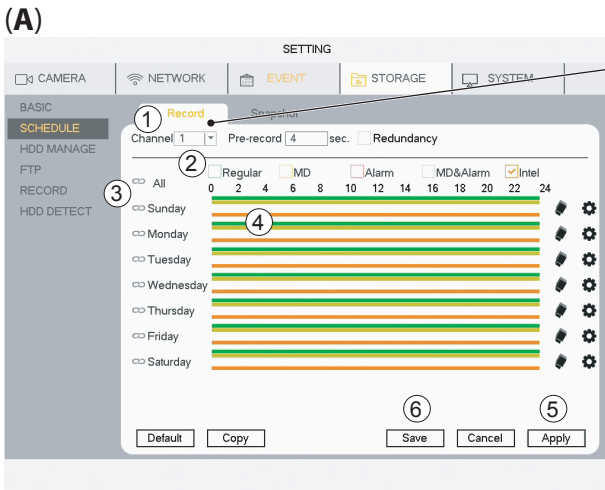 (A)
SETTING
CAMERA NETWORK EVENT STORAGE SYSTEM
BASIC
SCHEDULE
HDD MANAGE
FTP
RECORD
HDD DETECT
1 Record Snapshot
Channel 1 Pre-record 4 sec. Redundancy
2 Regular MD Alarm MD&Alarm Intel
3 All 0 2 4 6 8 10 12 14 16 18 20 22 24
Sunday
4
Monday
Tuesday
Wednesday
Thursday
Friday
Saturday
6 5
Default Copy Save Cancel Apply